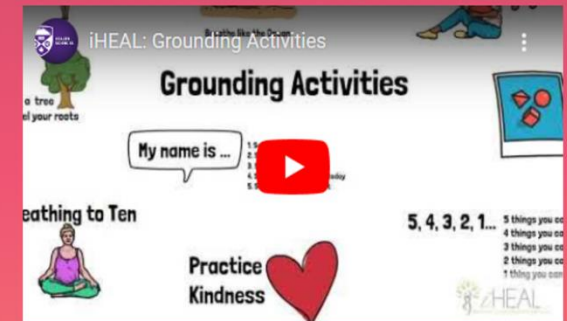 iHEAL: Grounding Activities
Breathe like the Ocean
Grounding Activities
a tree
el your roots
My name is ...
eathing to Ten
Practice
Kindness
5, 4, 3, 2, 1...
5 things you ca
4 things you ca
3 things you ca
2 things you ca
1 thing you can
iHEAL